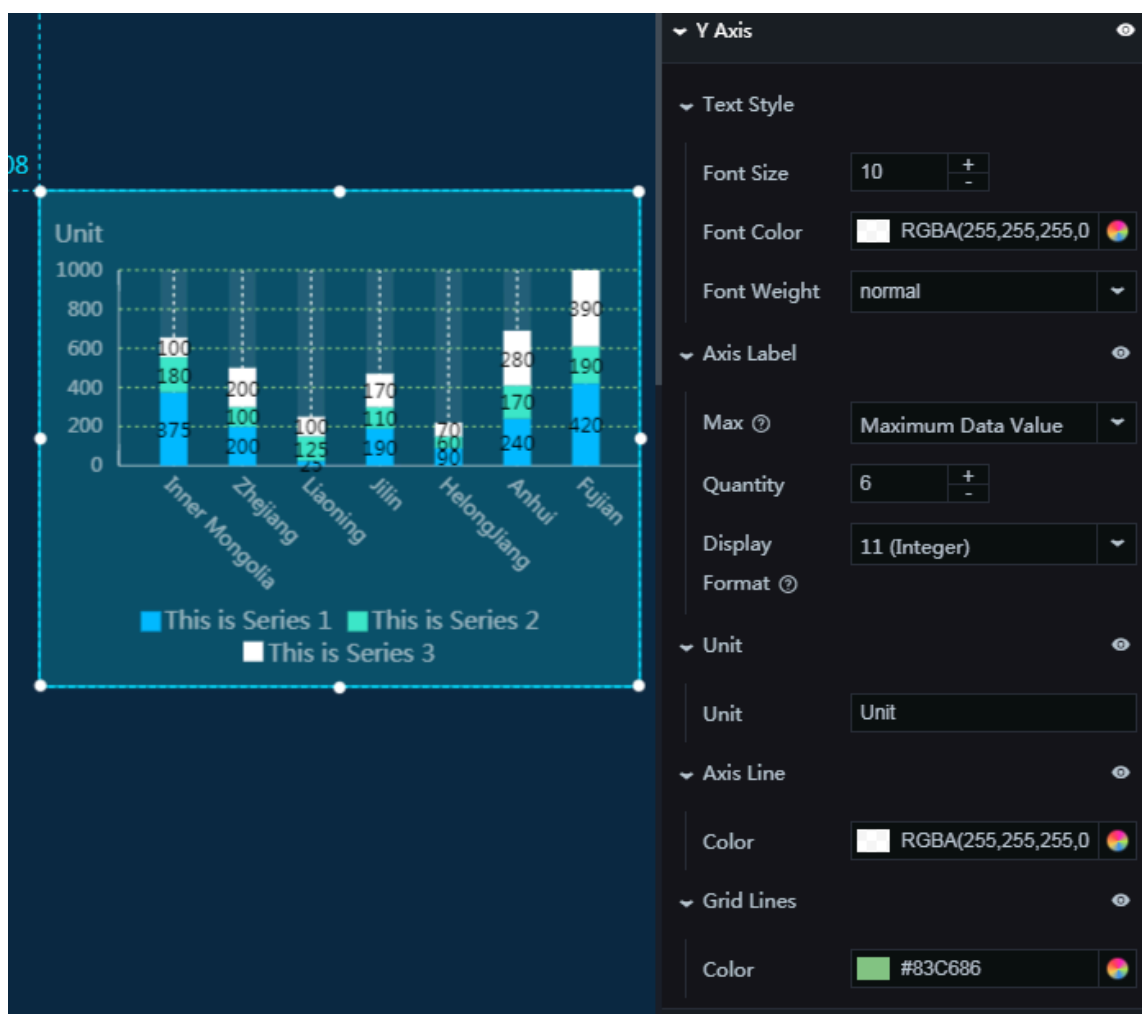 08
Unit
1000
800
600
400
200
0
100 180 375
200 100 200
100 125 25
170 110 190
70 60 90
280 170 240
390 190 420
Inner Mongolia
Zhejiang
Liaoning
Jilin
HelongJiang
Anhui
Fujian
This is Series 1 This is Series 2
This is Series 3
Y Axis
Text Style
Font Size 10 + -
Font Color RGBA(255,255,255,0
Font Weight normal
Axis Label
Max ? Maximum Data Value
Quantity 6 + -
Display
Format ? 11 (Integer)
Unit
Unit Unit
Axis Line
Color RGBA(255,255,255,0
Grid Lines
Color #83C686